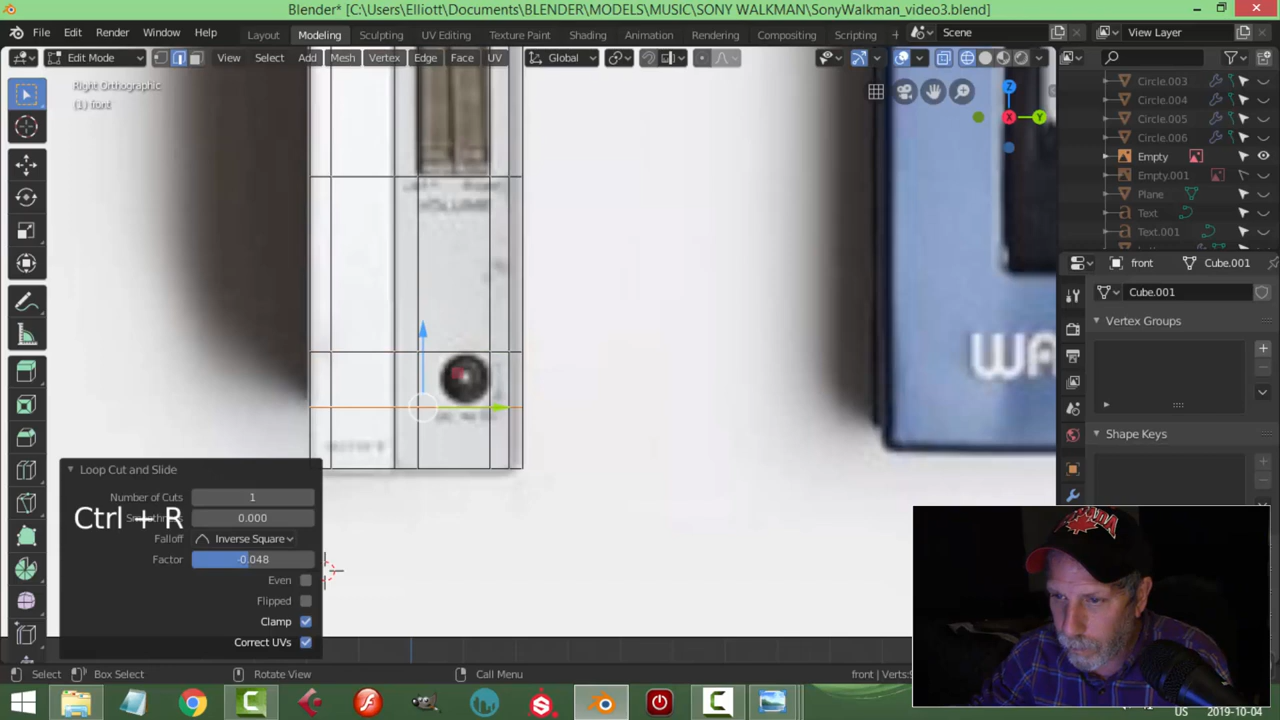 Blender* [C:\Users\Elliott\Documents\BLENDER\MODELS\MUSIC\SONY WALKMAN\SonyWalkman_video3.blend]
File Edit Render Window Help Layout Modeling Sculpting UV Editing Texture Paint Shading Animation Rendering Compositing Scripting Scene View Layer
Edit Mode View Select Add Mesh Vertex Edge Face UV Global
Right Orthographic
(1) front
Z
X
Y
Circle.003
Circle.004
Circle.005
Circle.006
Empty
Empty.001
Plane
Text
Text.001
VOLUME
WA
front Cube.001
Cube.001
Vertex Groups
Shape Keys
Loop Cut and Slide
Number of Cuts 1
0.000
Ctrl + R
Falloff Inverse Square
Factor -0.048
Even
Flipped
Clamp
Correct UVs
Select Box Select Rotate View Call Menu front | Verts:
CANADA
US 2019-10-04